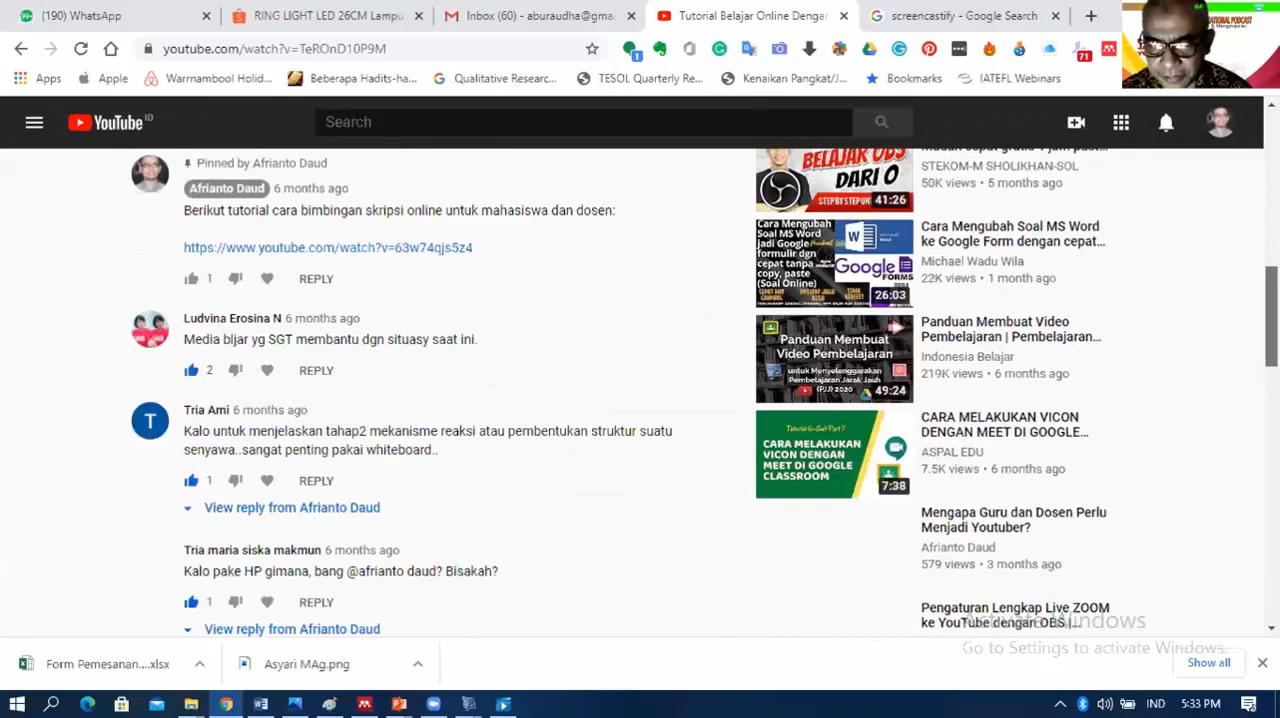 (190) WhatsApp
RING LIGHT LED 26CM Lampu
Inbox (60) - aburaudha@gmai
Tutorial Belajar Online Dengan
screencastify - Google Search
youtube.com/watch?v=TeROnD10P9M
1
71
Apps
Apple
Warrnambool Holid...
Beberapa Hadits-ha...
Qualitative Researc...
TESOL Quarterly Re...
Kenaikan Pangkat/J...
Bookmarks
IATEFL Webinars
YouTube ID
Search
Pinned by Afrianto Daud
Afrianto Daud 6 months ago
Berikut tutorial cara bimbingan skripsi online untuk mahasiswa dan dosen:
https://www.youtube.com/watch?v=63w74qjs5z4
REPLY
Ludvina Erosina N 6 months ago
Media bljar yg SGT membantu dgn situasy saat ini.
2 REPLY
T
Tria Ami 6 months ago
Kalo untuk menjelaskan tahap2 mekanisme reaksi atau pembentukan struktur suatu
senyawa..sangat penting pakai whiteboard..
1 REPLY
View reply from Afrianto Daud
Tria maria siska makmun 6 months ago
Kalo pake HP gimana, bang @afrianto daud? Bisakah?
1 REPLY
View reply from Afrianto Daud
BELAJAR OBS
DARI 0
STEPBYSTEP
41:26
STEKOM-M SHOLIKHAN-SOL
50K views • 5 months ago
Cara Mengubah
Soal MS Word
jadi Google
formulir dgn
cepat tanpa
copy, paste
(Soal Online)
Google
FORMS
26:03
Cara Mengubah Soal MS Word
ke Google Form dengan cepat...
Michael Wadu Wila
22K views • 1 month ago
Panduan Membuat
Video Pembelajaran
untuk Menyelenggarakan
Pembelajaran Jarak Jauh
(PJJ) 2020
49:24
Panduan Membuat Video
Pembelajaran | Pembelajaran...
Indonesia Belajar
219K views • 6 months ago
Tutorial G-Suit Part 7
CARA MELAKUKAN
VICON DENGAN
MEET DI GOOGLE
CLASSROOM
7:38
CARA MELAKUKAN VICON
DENGAN MEET DI GOOGLE...
ASPAL EDU
7.5K views • 6 months ago
Mengapa Guru dan Dosen Perlu
Menjadi Youtuber?
Afrianto Daud
579 views • 3 months ago
Pengaturan Lengkap Live ZOOM
ke YouTube dengan OBS |...
Activate Windows
Go to Settings to activate Windows.
Form Pemesanan....xlsx
Asyari MAg.png
Show all
IND
5:33 PM